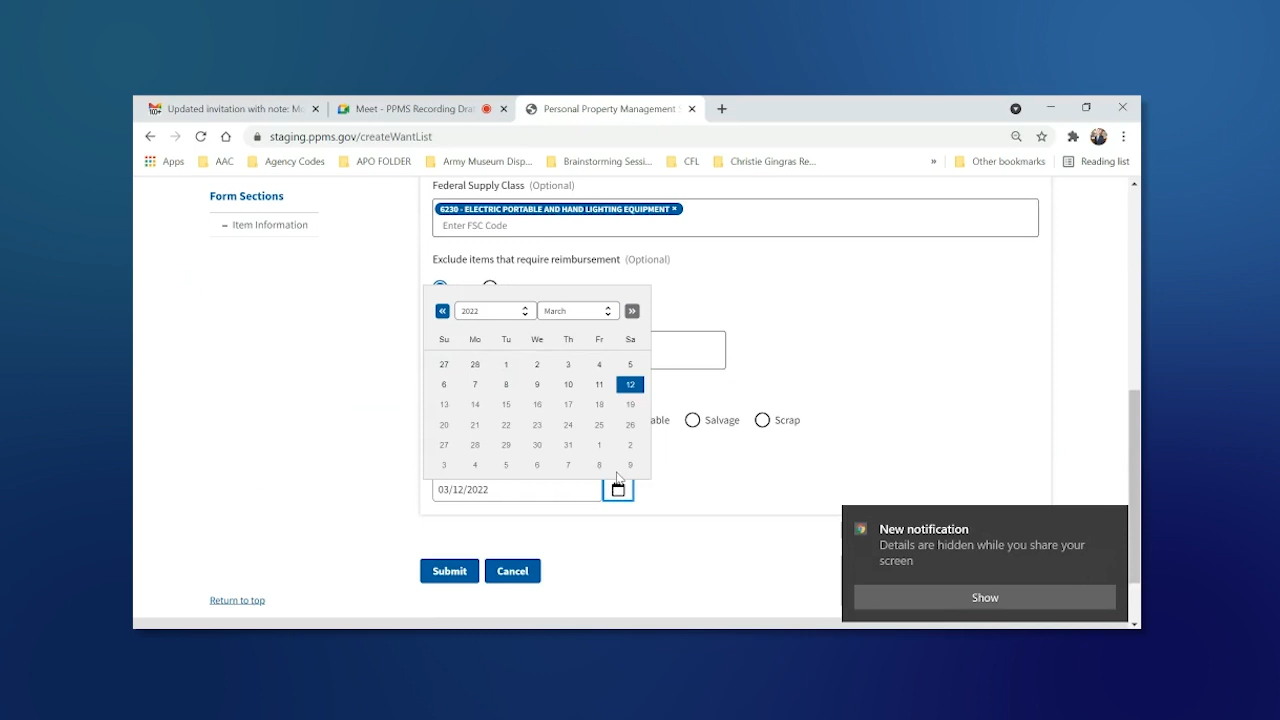 Updated invitation with note: Mo
Meet - PPMS Recording Dra
Personal Property Management S
staging.ppms.gov/createWantList
Apps
AAC
Agency Codes
APO FOLDER
Army Museum Disp...
Brainstorming Sessi...
CFL
Christie Gingras Re...
»
Other bookmarks
Reading list
Form Sections
– Item Information
Federal Supply Class (Optional)
6230 - ELECTRIC PORTABLE AND HAND LIGHTING EQUIPMENT ×
Enter FSC Code
Exclude items that require reimbursement (Optional)
« 2022 March »
Su Mo Tu We Th Fr Sa
27 28 1 2 3 4 5
6 7 8 9 10 11 12
13 14 15 16 17 18 19
20 21 22 23 24 25 26
27 28 29 30 31 1 2
3 4 5 6 7 8 9
able Salvage Scrap
03/12/2022
Submit Cancel
Return to top
New notification
Details are hidden while you share your
screen
Show